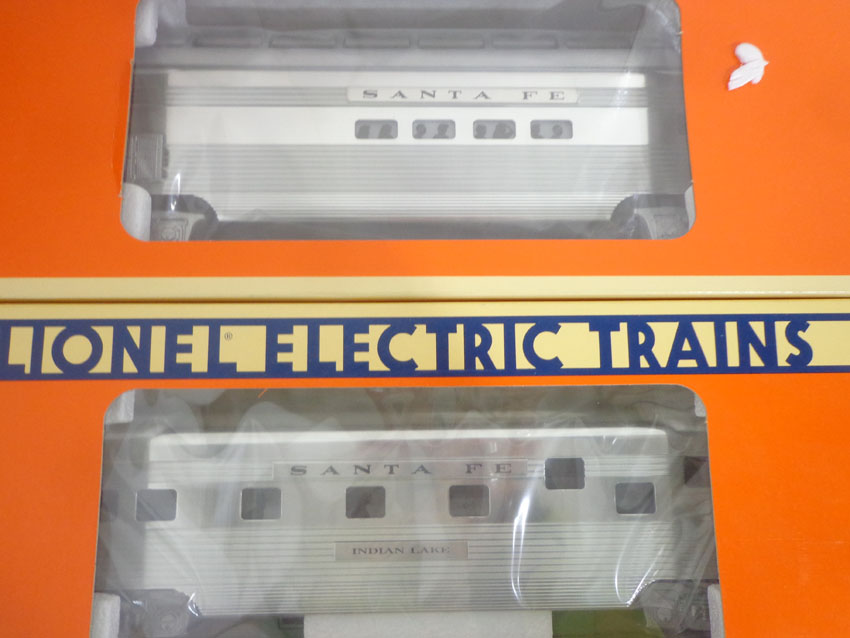 SANTA FE
LIONEL® ELECTRIC TRAINS
SANTA FE
INDIAN LAKE